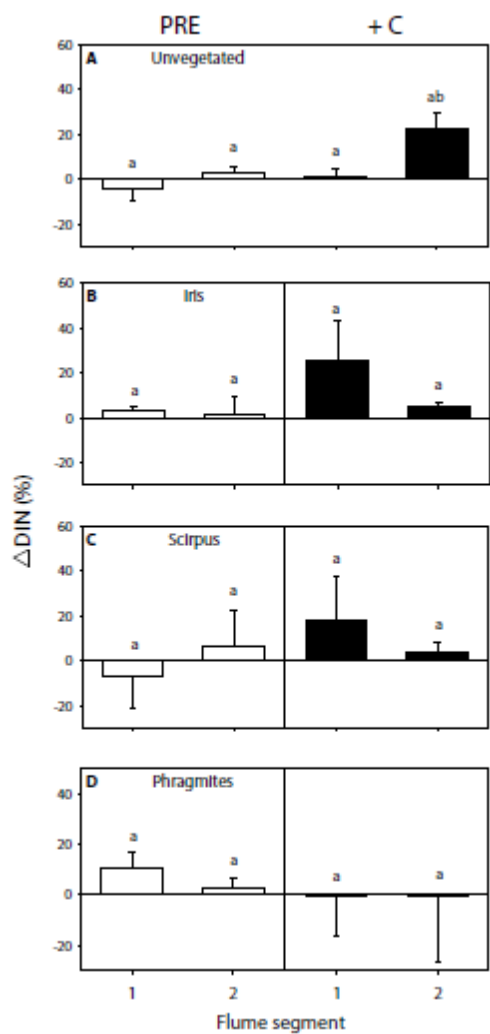 PRE + C
60
A Unvegetated
ab
40
20
a a a
0
-20
60
B Iris
a
40
a a a
20
0
-20
60
C Scirpus
a
40
a a
20
a
0
-20
D Phragmites
40
a a a a
20
0
-20
1 2 1 2
Flume segment
△DIN (%)